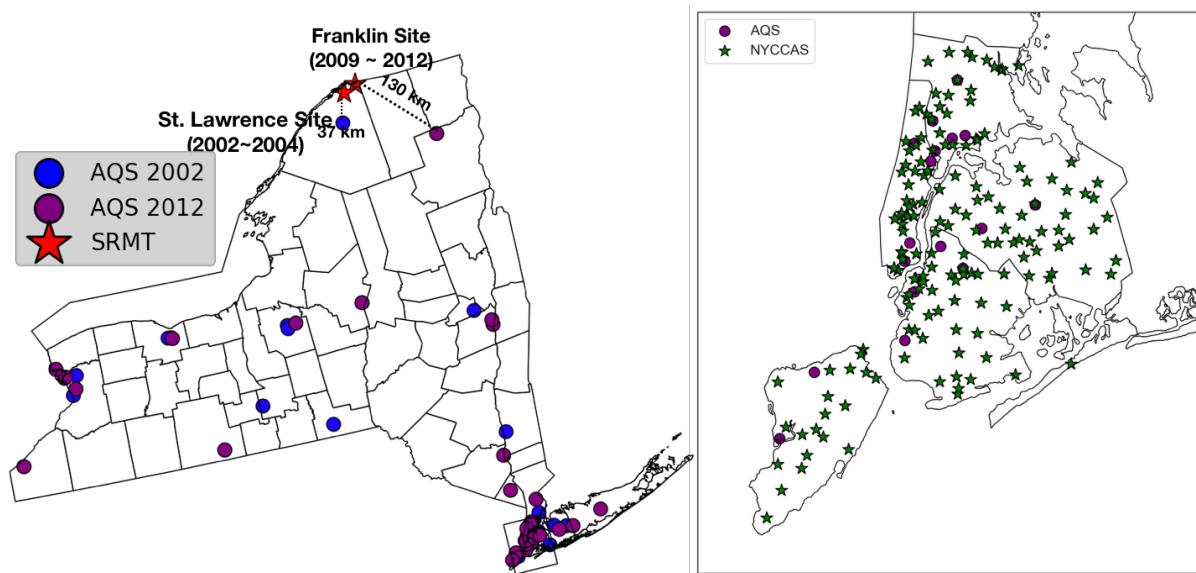 Franklin Site
(2009 ~ 2012)
130 km
St. Lawrence Site
(2002~2004)
37 km
AQS 2002
AQS 2012
SRMT
AQS
NYCCAS